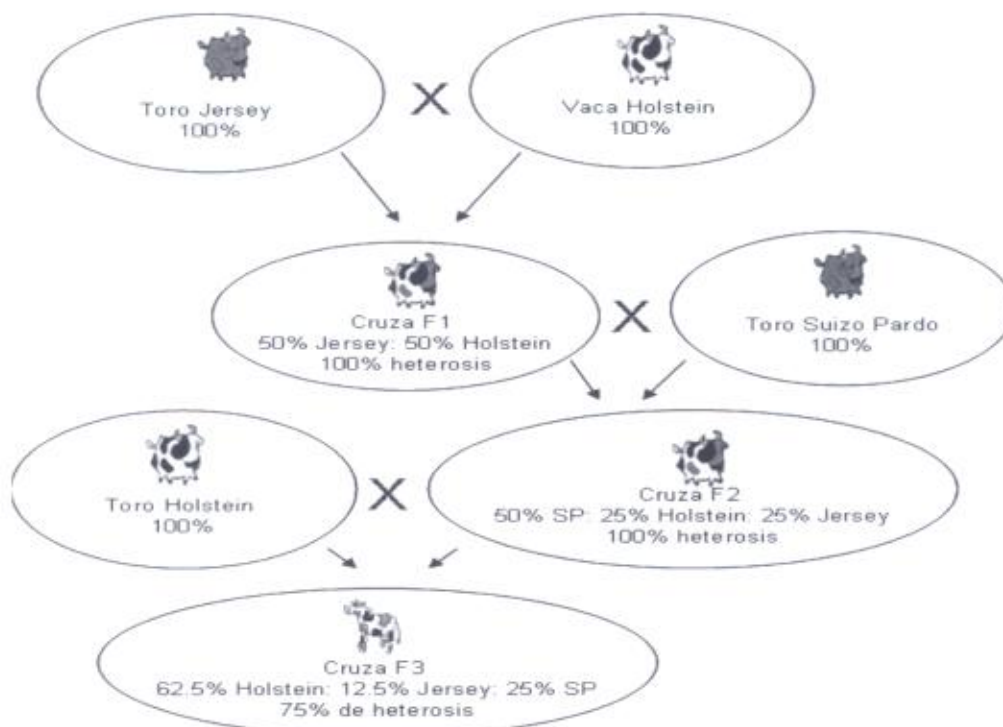 Toro Jersey
100%
X
Vaca Holstein
100%
Cruza F1
50% Jersey: 50% Holstein
100% heterosis
X
Toro Suizo Pardo
100%
Toro Holstein
100%
X
Cruza F2
50% SP: 25% Holstein: 25% Jersey
100% heterosis
Cruza F3
62.5% Holstein: 12.5% Jersey: 25% SP
75% de heterosis